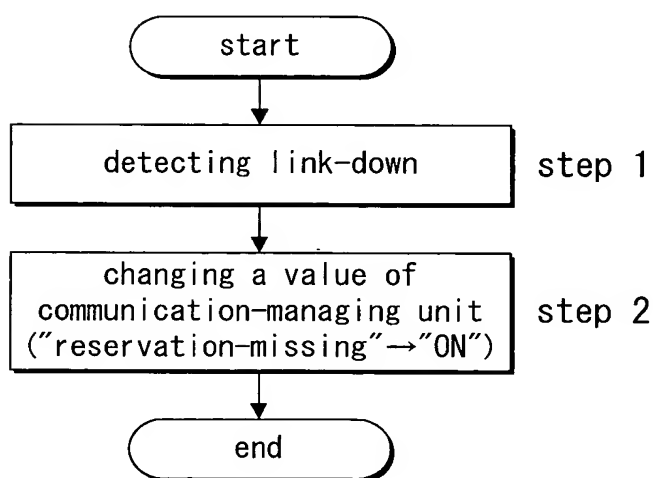 start
detecting link-down
step 1
changing a value of
communication-managing unit
("reservation-missing"→"ON")
step 2
end